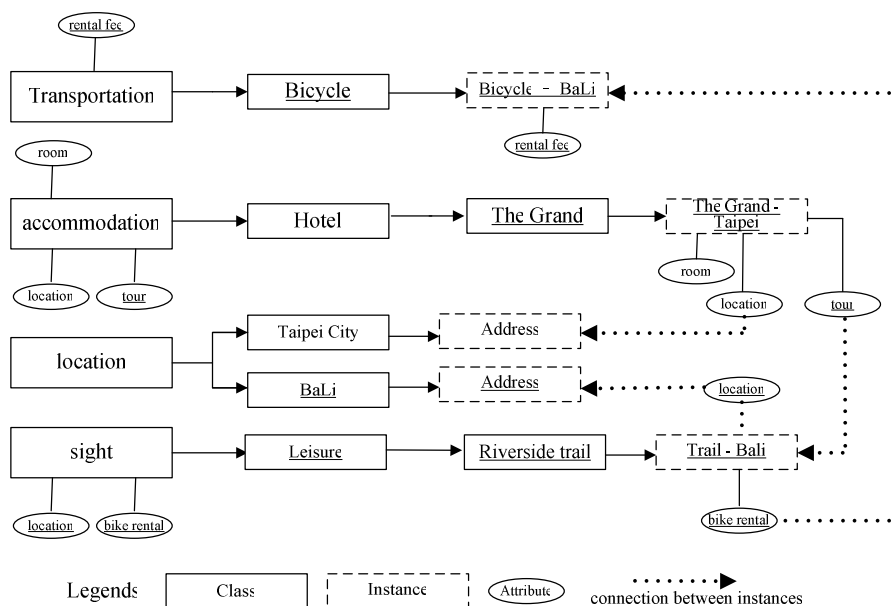 rental fee
Transportation
Bicycle
Bicycle - BaLi
rental fee
room
accommodation
Hotel
The Grand
The Grand -
Taipei
room
location
tour
location
tour
Taipei City
Address
location
BaLi
Address
location
sight
Leisure
Riverside trail
Trail - Bali
location
bike rental
bike rental
Legends
Class
Instance
Attribute
connection between instances